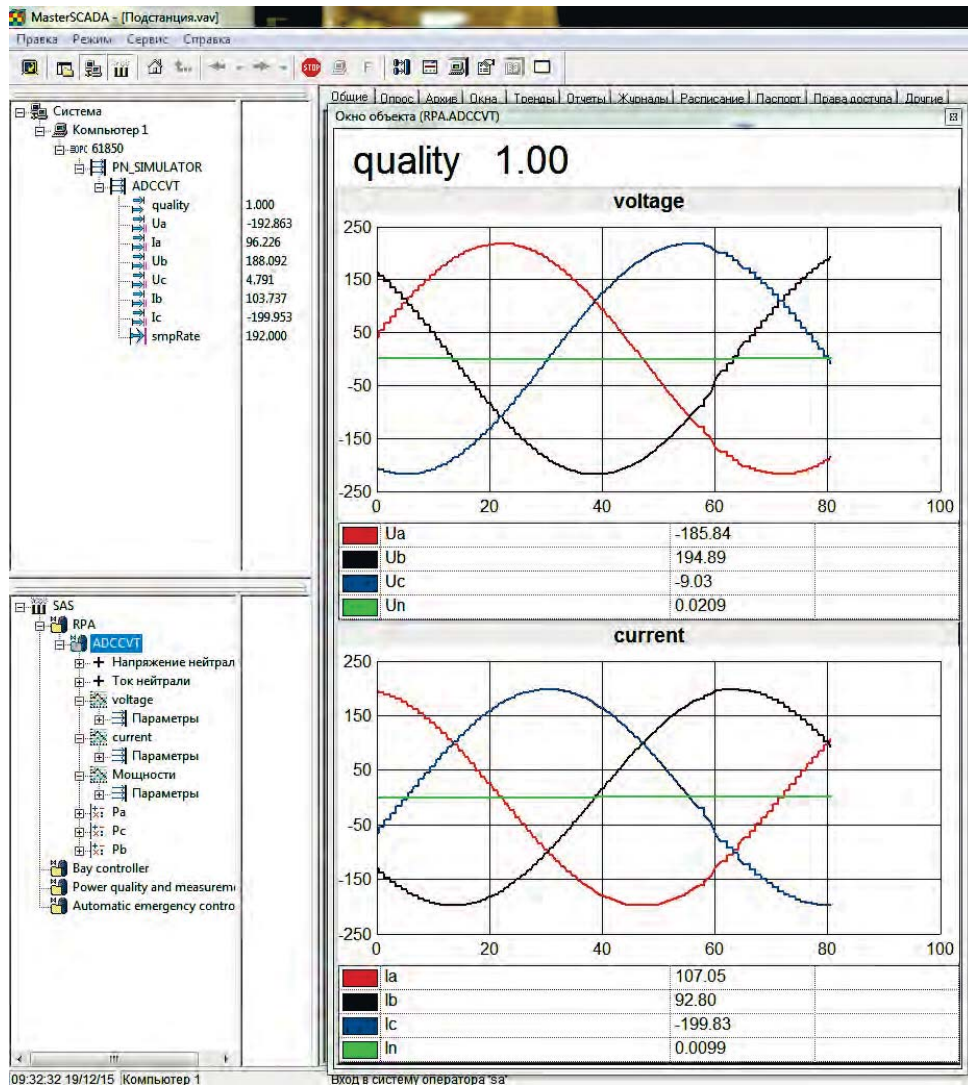 MasterSCADA - [Подстанция.vav]
Правка Режим Сервис Справка
STOP F
Общие Опрос Архив Окна Тренды Отчеты Журналы Расписание Паспорт Права доступа Другие
Система
Компьютер 1
OPC 61850
PN_SIMULATOR
ADCCVT
quality 1.000
Ua -192.863
Ia 96.226
Ub 188.092
Uc 4.791
Ib 103.737
Ic -199.953
smpRate 192.000
SAS
RPA
ADCCVT
Напряжение нейтрал
Ток нейтрали
voltage
Параметры
current
Параметры
Мощности
Параметры
Pa
Pc
Pb
Bay controller
Power quality and measurem
Automatic emergency contro
Окно объекта (RPA.ADCCVT)
quality 1.00
voltage
250
150
50
-50
-150
-250
0 20 40 60 80 100
Ua -185.84
Ub 194.89
Uc -9.03
Un 0.0209
current
250
150
50
-50
-150
-250
0 20 40 60 80 100
Ia 107.05
Ib 92.80
Ic -199.83
In 0.0099
09:32:32 19/12/15 Компьютер 1 Вход в систему оператора "sa"